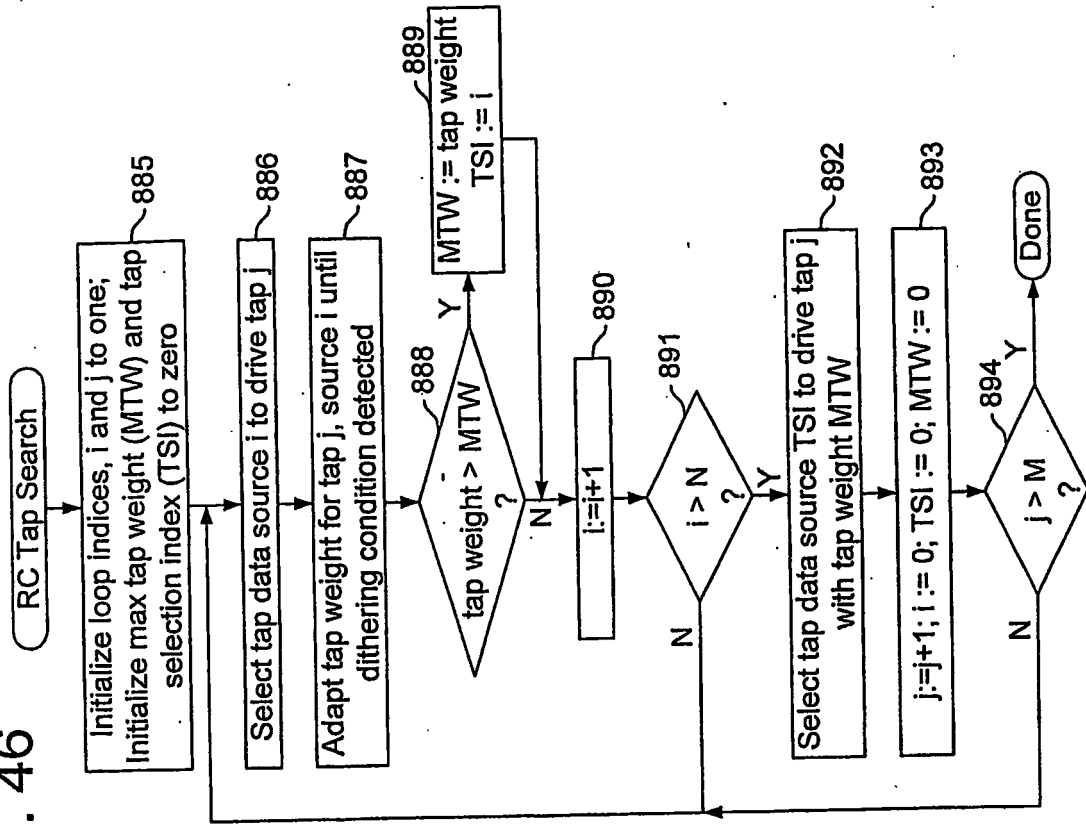 . 46
RC Tap Search
Initialize loop indices, i and j to one;
Initialize max tap weight (MTW) and tap
selection index (TSI) to zero
885
Select tap data source i to drive tap j
886
Adapt tap weight for tap j, source i until
dithering condition detected
887
tap weight > MTW
?
888
Y
N
MTW := tap weight
TSI := i
889
i:=i+1
890
i > N
?
891
N
Y
Select tap data source TSI to drive tap j
with tap weight MTW
892
j:=j+1; i := 0; TSI := 0; MTW := 0
893
j > M
?
894
N
Y
Done